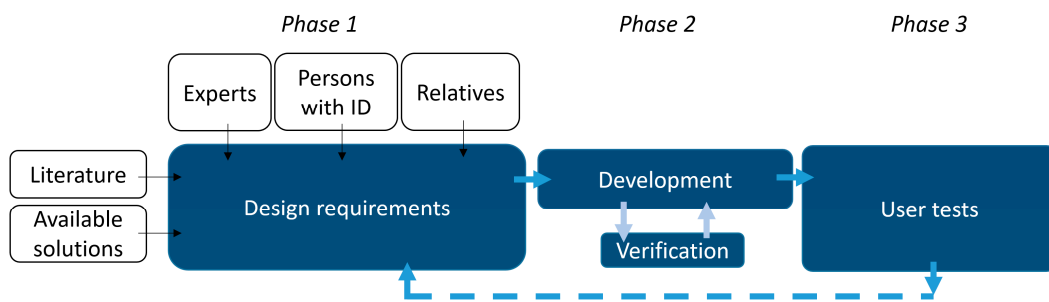 Phase 1
Phase 2
Phase 3
Experts
Persons
with ID
Relatives
Literature
Available
solutions
Design requirements
Development
Verification
User tests